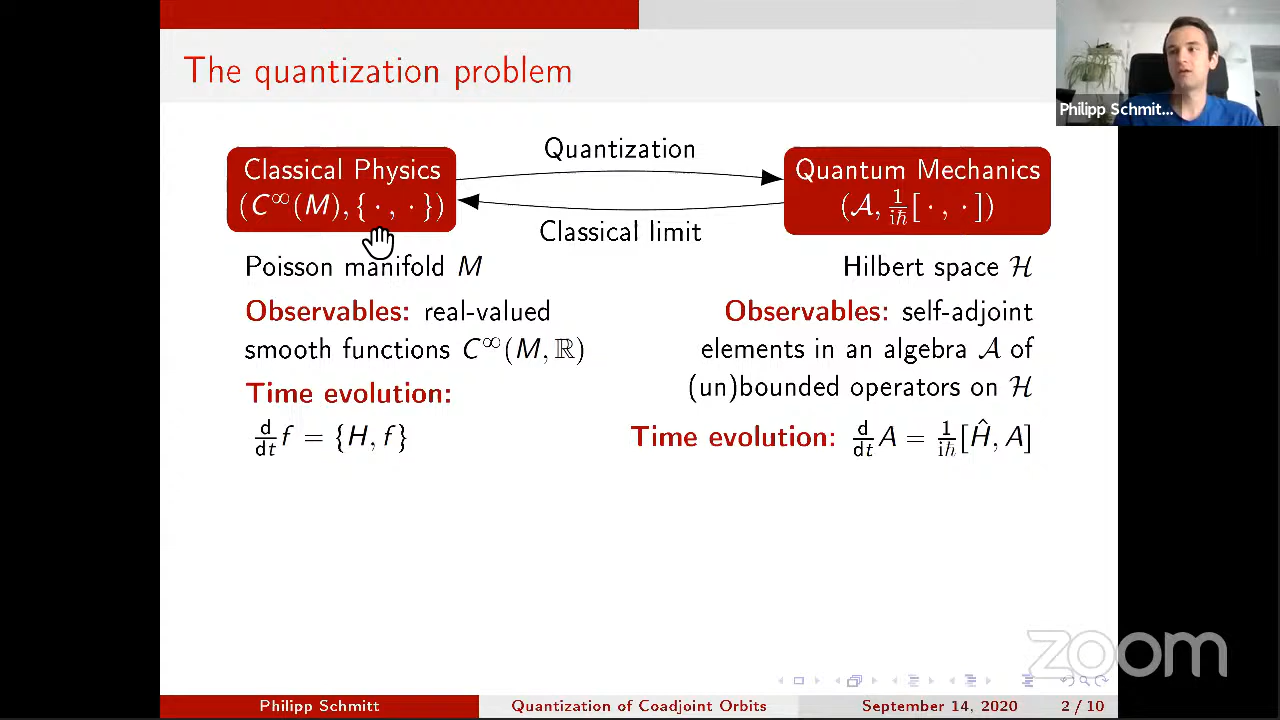 The quantization problem
Philipp Schmitt...
Classical Physics
(C^∞(M), { · , · })
Quantization
Classical limit
Quantum Mechanics
(𝒜, 1/iħ [ · , · ])
Poisson manifold M
Observables: real-valued
smooth functions C^∞(M, ℝ)
Time evolution:
d/dt f = {H, f}
Hilbert space ℋ
Observables: self-adjoint
elements in an algebra 𝒜 of
(un)bounded operators on ℋ
Time evolution: d/dt A = 1/iħ [Ĥ, A]
zoom
Philipp Schmitt
Quantization of Coadjoint Orbits
September 14, 2020
2 / 10